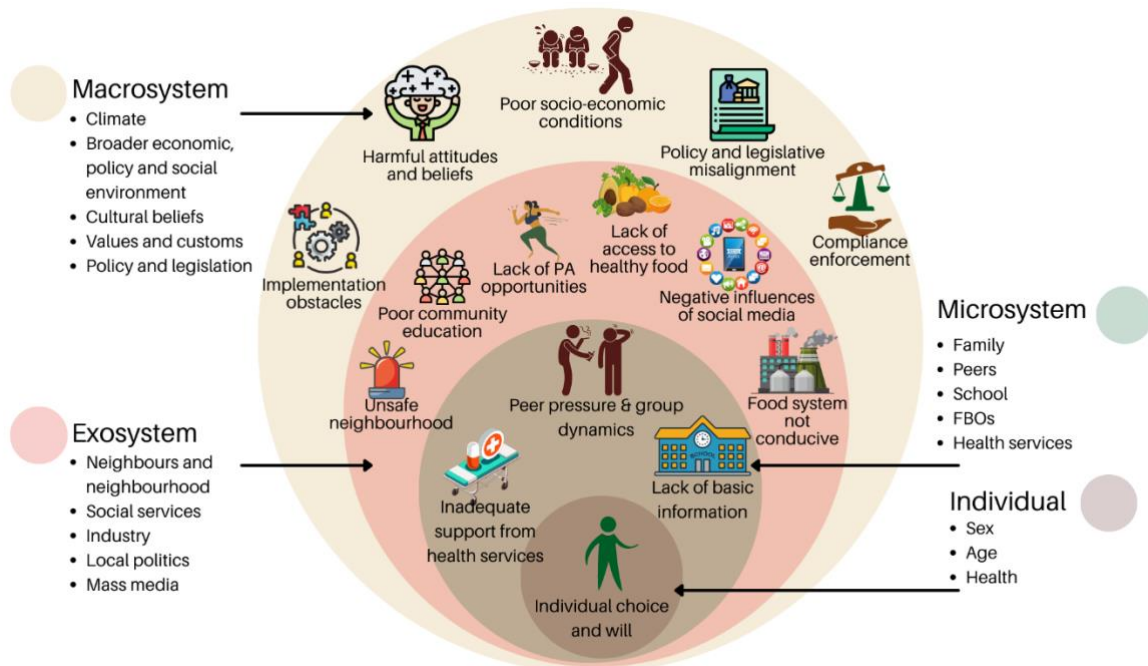 Macrosystem
• Climate
• Broader economic,
policy and social
environment
• Cultural beliefs
• Values and customs
• Policy and legislation
Exosystem
• Neighbours and
neighbourhood
• Social services
• Industry
• Local politics
• Mass media
Poor socio-economic
conditions
Harmful attitudes
and beliefs
Policy and legislative
misalignment
Implementation
obstacles
Compliance
enforcement
Lack of PA
opportunities
Lack of
access to
healthy food
Poor community
education
Negative influences
of social media
Unsafe
neighbourhood
Food system
not
conducive
Peer pressure & group
dynamics
Inadequate
support from
health services
SCHOOL
Lack of basic
information
Individual choice
and will
Microsystem
• Family
• Peers
• School
• FBOs
• Health services
Individual
• Sex
• Age
• Health